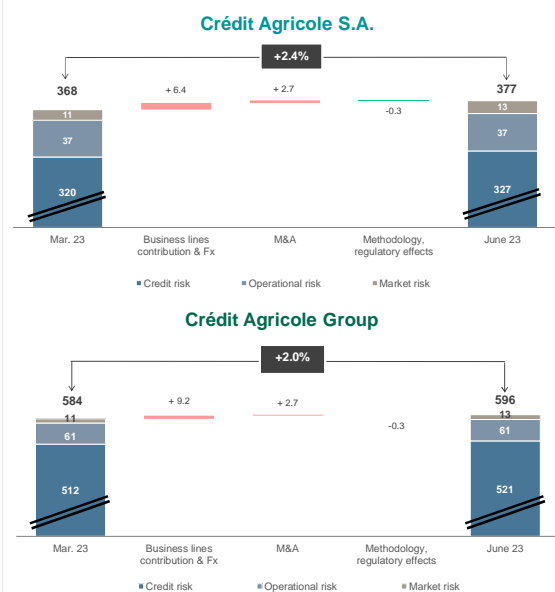 Crédit Agricole S.A.
+2.4%
368
+ 6.4
+ 2.7
-0.3
377
11
37
320
13
37
327
Mar. 23
Business lines
contribution & Fx
M&A
Methodology,
regulatory effects
June 23
Credit risk
Operational risk
Market risk
Crédit Agricole Group
+2.0%
584
+ 9.2
+ 2.7
-0.3
596
11
61
512
13
61
521
Mar. 23
Business lines
contribution & Fx
M&A
Methodology,
regulatory effects
June 23
Credit risk
Operational risk
Market risk